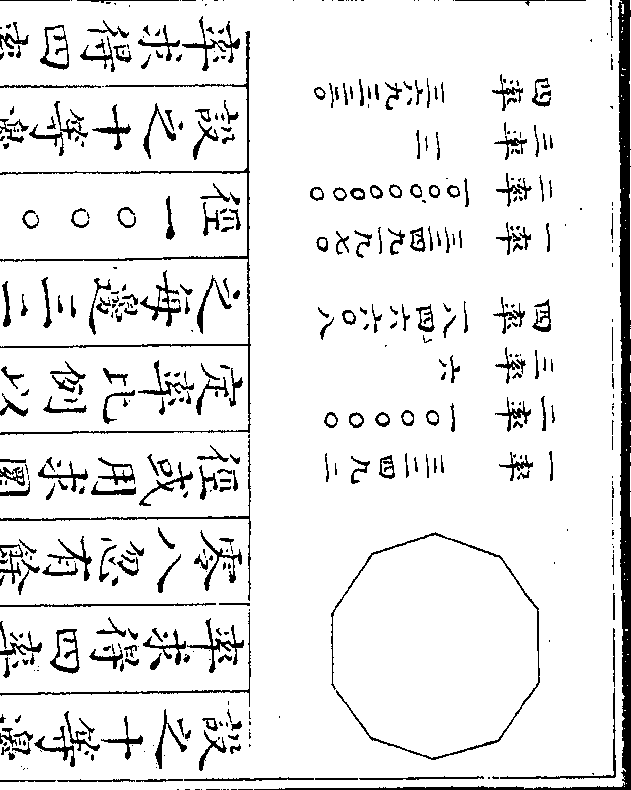 設之十等邊
率求得四率
零八忽有餘
徑或用求圓
定率比例以
之每邊三二
徑一〇〇〇
設之十等邊
率求得四率
一率 三二四九二
二率 一〇〇〇〇
三率 六
四率 一八四六六〇八
一率 三二四九一九七〇
二率 一〇〇〇〇〇〇〇
三率 一二
四率 三六九三二二〇